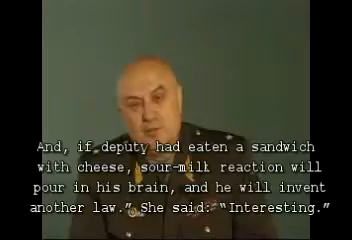 And, if deputy had eaten a sandwich
with cheese, sour-milk reaction will
pour in his brain, and he will invent
another law.” She said: “Interesting.”